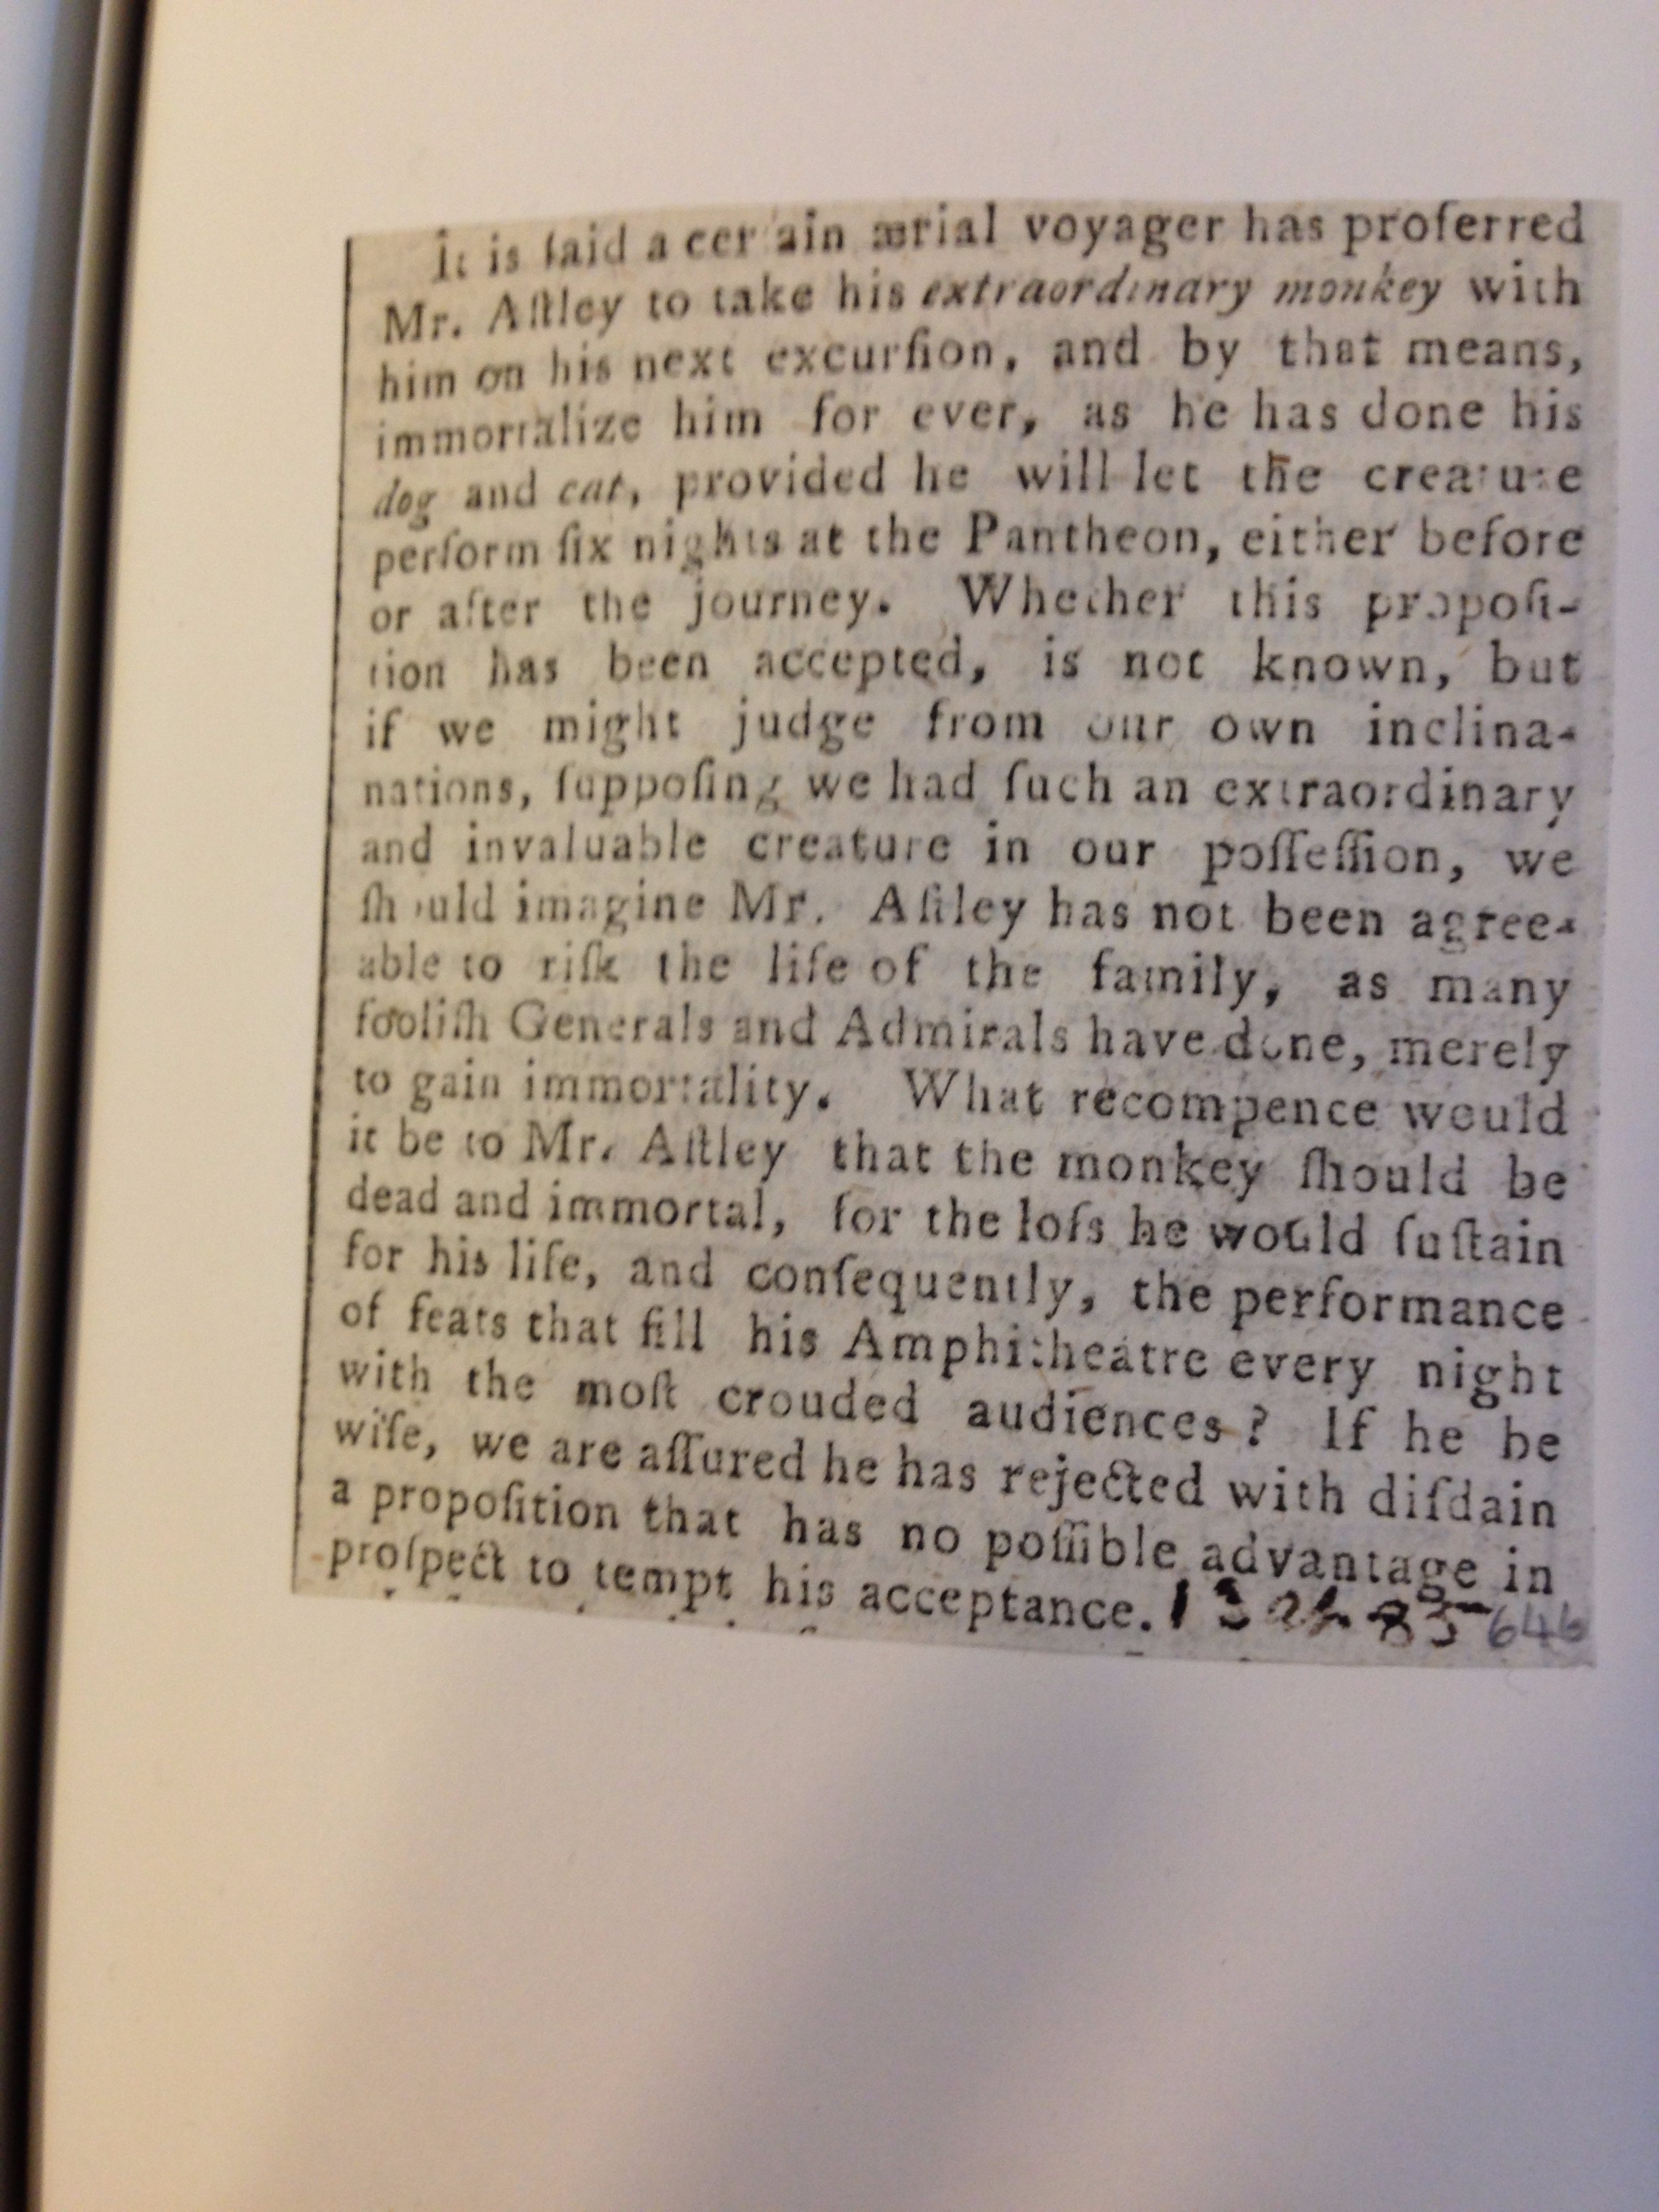 It is ſaid a certain ærial voyager has proferred
Mr. Aſtley to take his extraordinary monkey with
him on his next excurſion, and by that means,
immortalize him for ever, as he has done his
dog and cat, provided he will let the creature
perform ſix nights at the Pantheon, either before
or after the journey. Whether this propoſi-
tion has been accepted, is not known, but
if we might judge from our own inclina-
nations, ſuppoſing we had ſuch an extraordinary
and invaluable creature in our poſſeſſion, we
ſhould imagine Mr. Aſtley has not been agree-
able to riſk the life of the family, as many
fooliſh Generals and Admirals have done, merely
to gain immortality. What recompence would
it be to Mr. Aſtley that the monkey ſhould be
dead and immortal, for the loſs he would ſuſtain
for his life, and conſequently, the performance
of feats that fill his Amphitheatre every night
with the moſt crouded audiences? If he be
wiſe, we are aſſured he has rejected with diſdain
a propoſition that has no poſſible advantage in
proſpect to tempt his acceptance. 13 85 646